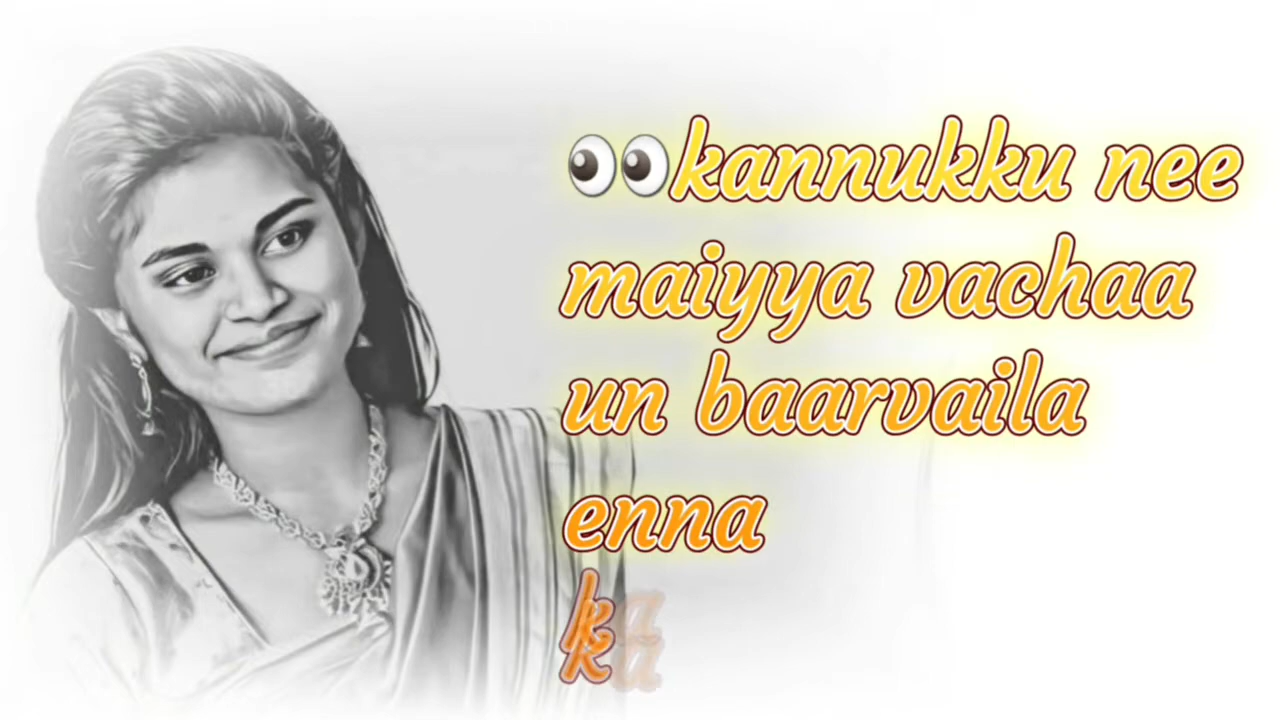 👀kannukku nee
maiyya vachaa
un baarvaila
enna